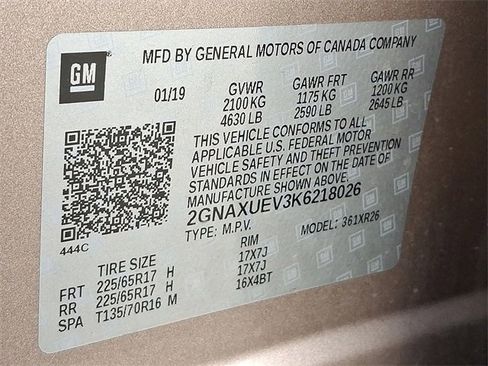 GM
MFD BY GENERAL MOTORS OF CANADA COMPANY
01/19 GVWR GAWR FRT GAWR RR
2100 KG 1175 KG 1200 KG
4630 LB 2590 LB 2645 LB
THIS VEHICLE CONFORMS TO ALL
APPLICABLE U.S. FEDERAL MOTOR
VEHICLE SAFETY AND THEFT PREVENTION
STANDARDS IN EFFECT ON THE DATE OF
MANUFACTURE SHOWN ABOVE.
2GNAXUEV3K6218026
TYPE: M.P.V. MODEL: 361XR26
444C
TIRE SIZE RIM
FRT 225/65R17 H 17X7J
RR 225/65R17 H 17X7J
SPA T135/70R16 M 16X4BT